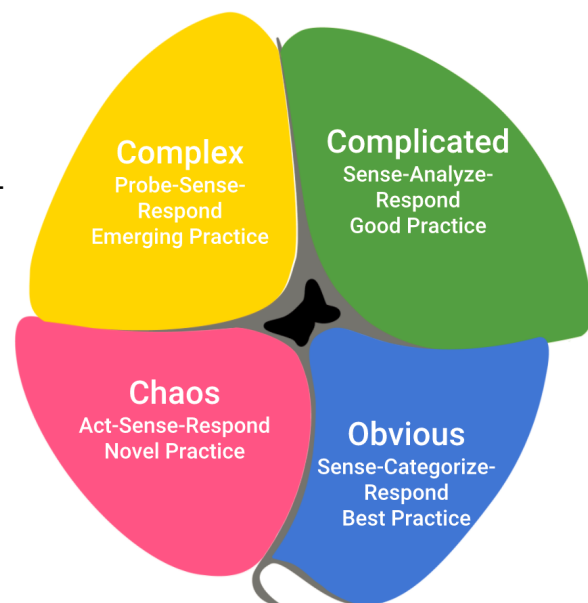 Complex
Probe-Sense-
Respond
Emerging Practice
Complicated
Sense-Analyze-
Respond
Good Practice
Chaos
Act-Sense-Respond
Novel Practice
Obvious
Sense-Categorize-
Respond
Best Practice